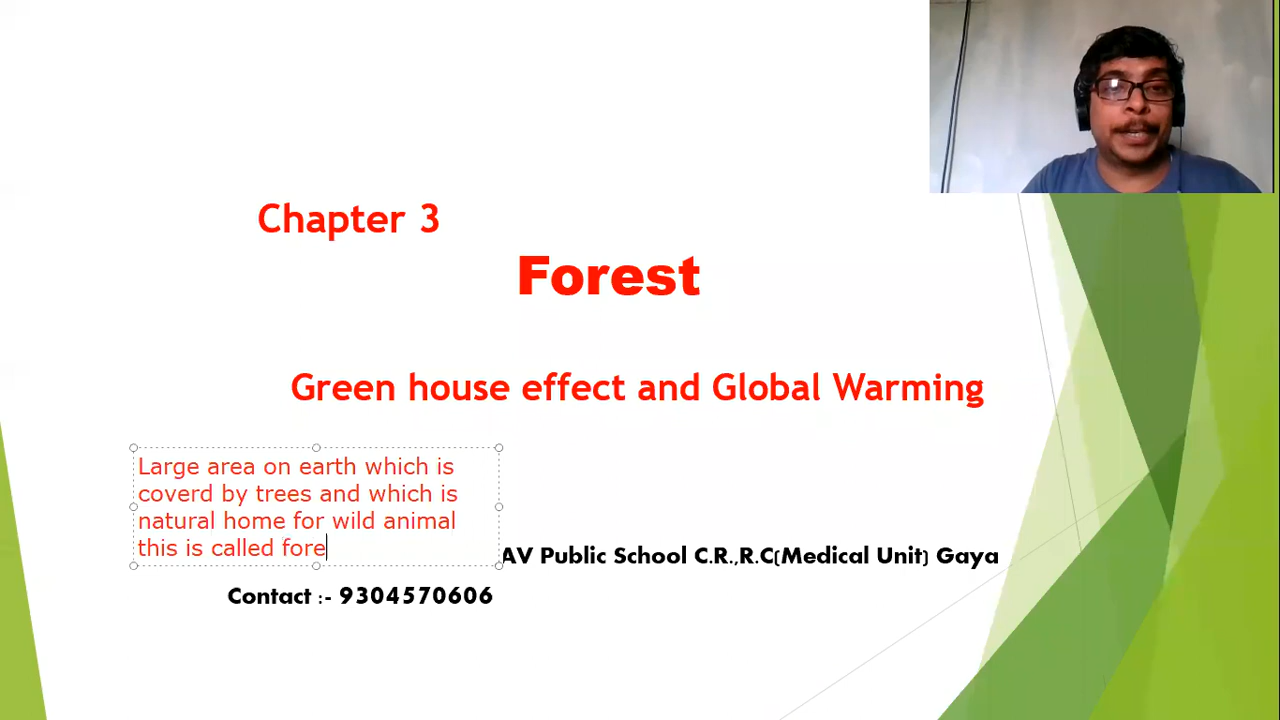 Chapter 3
Forest
Green house effect and Global Warming
Large area on earth which is
coverd by trees and which is
natural home for wild animal
this is called fore
AV Public School C.R.,R.C(Medical Unit) Gaya
Contact :- 9304570606